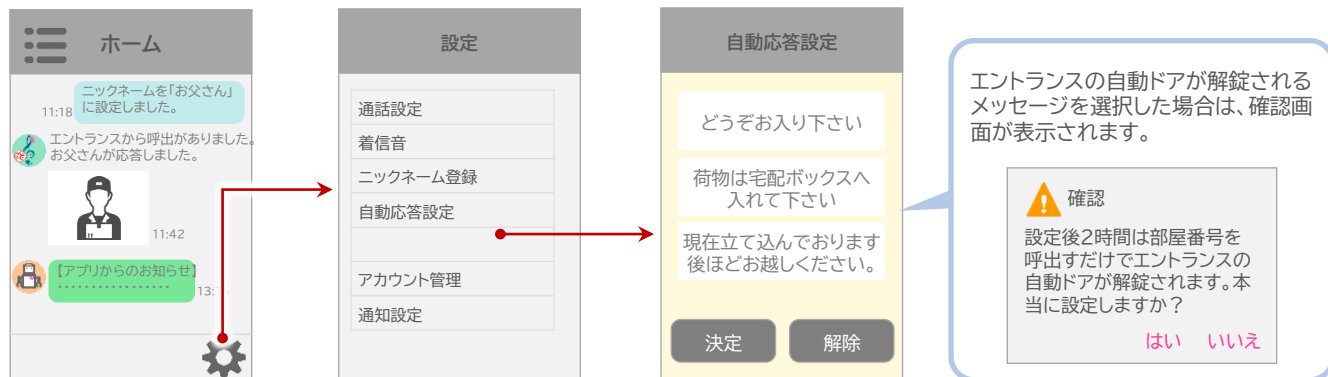 ホーム
ニックネームを「お父さん」
に設定しました。
11:18
エントランスから呼出がありました。
お父さんが応答しました。
11:42
【アプリからのお知らせ】
・・・・・・・・・・・・・・・・・
設定
通話設定
着信音
ニックネーム登録
自動応答設定
アカウント管理
通知設定
自動応答設定
どうぞお入り下さい
荷物は宅配ボックスへ
入れて下さい
現在立て込んでおります
後ほどお越しください。
決定
解除
エントランスの自動ドアが解錠される
メッセージを選択した場合は、確認画
面が表示されます。
確認
設定後2時間は部屋番号を
呼出すだけでエントランスの
自動ドアが解錠されます。本
当に設定しますか？
はい いいえ